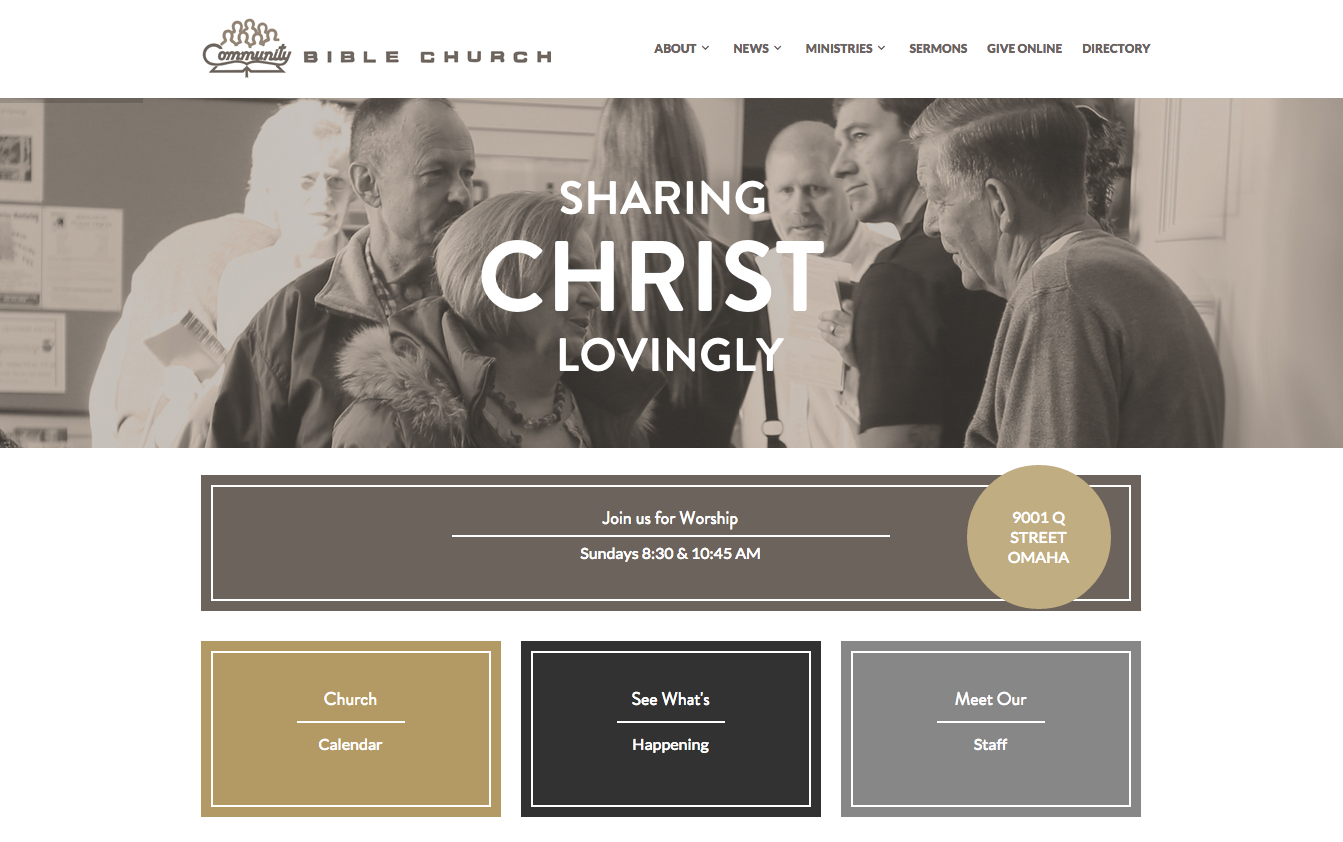 Community BIBLE CHURCH
ABOUT NEWS MINISTRIES SERMONS GIVE ONLINE DIRECTORY
SHARING
CHRIST
LOVINGLY
Join us for Worship
Sundays 8:30 & 10:45 AM
9001 Q
STREET
OMAHA
Church
Calendar
See What's
Happening
Meet Our
Staff